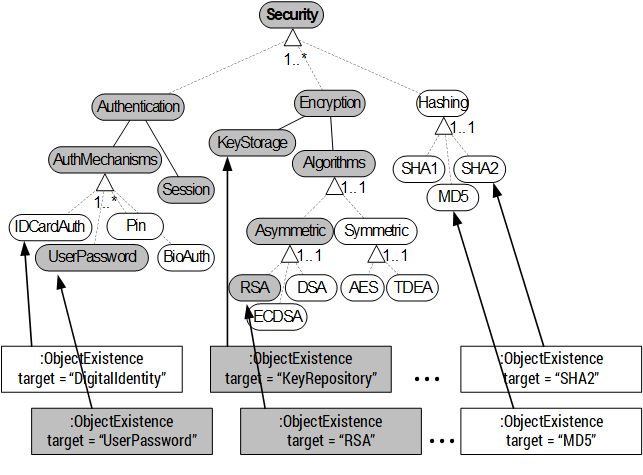 Security
1..*
Authentication
Encryption
Hashing
1..1
KeyStorage
AuthMechanisms
Algorithms
SHA1
SHA2
Session
1..1
MD5
1..*
IDCardAuth
Pin
Asymmetric
Symmetric
UserPassword
BioAuth
1..1
1..1
RSA
DSA
AES
TDEA
ECDSA
:ObjectExistence
target = “DigitalIdentity”
:ObjectExistence
target = “KeyRepository”
...
:ObjectExistence
target = “SHA2”
:ObjectExistence
target = “UserPassword”
:ObjectExistence
target = “RSA”
...
:ObjectExistence
target = “MD5”